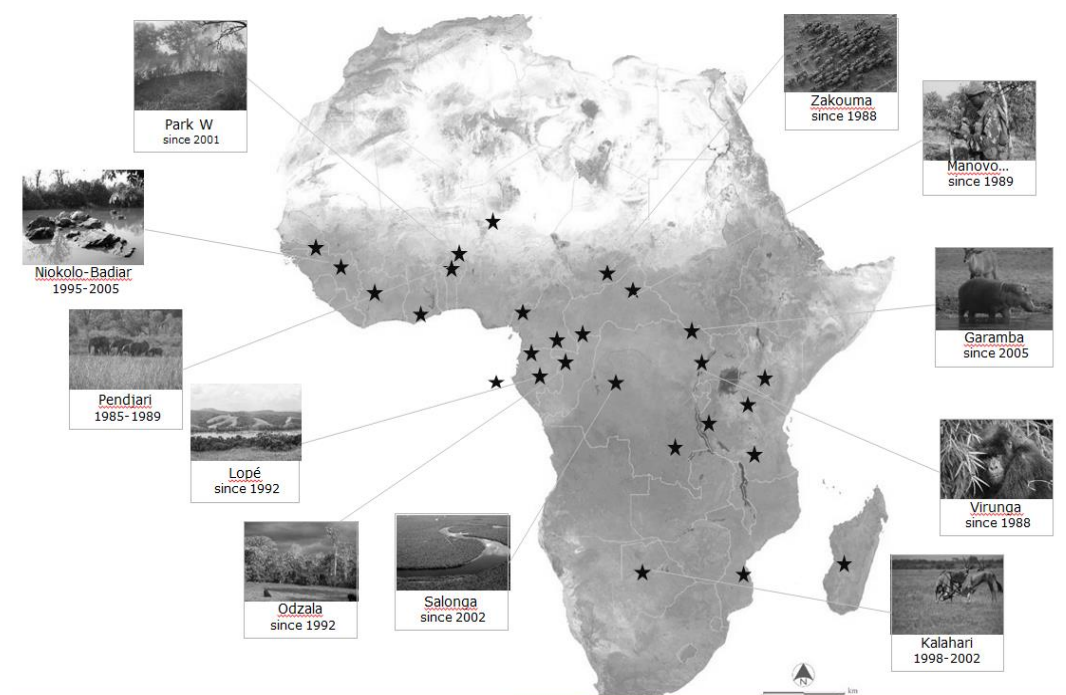 Park W
since 2001
Zakouma
since 1988
Manovo...
since 1989
Niokolo-Badiar
1995-2005
Pendjari
1985-1989
Garamba
since 2005
Lopé
since 1992
Virunga
since 1988
Odzala
since 1992
Salonga
since 2002
Kalahari
1998-2002
N
km